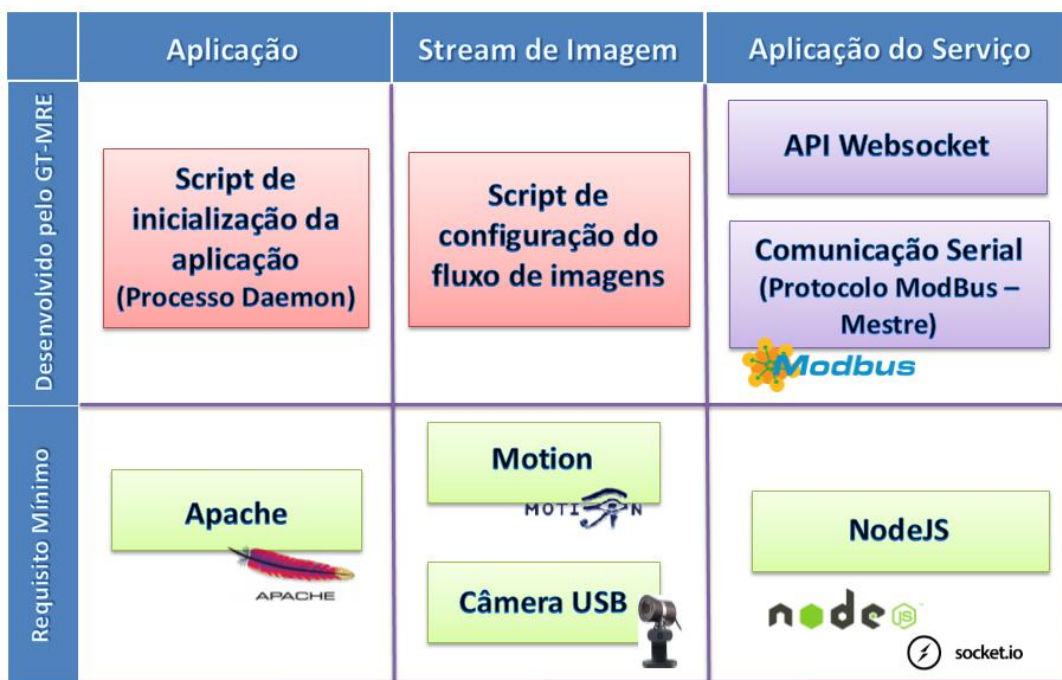 Aplicação
Stream de Imagem
Aplicação do Serviço
Desenvolvido pelo GT-MRE
Script de
inicialização da
aplicação
(Processo Daemon)
Script de
configuração do
fluxo de imagens
API Websocket
Comunicação Serial
(Protocolo ModBus –
Mestre)
Modbus
Requisito Mínimo
Apache
APACHE
Motion
MOTION
Câmera USB
NodeJS
node
JS
socket.io